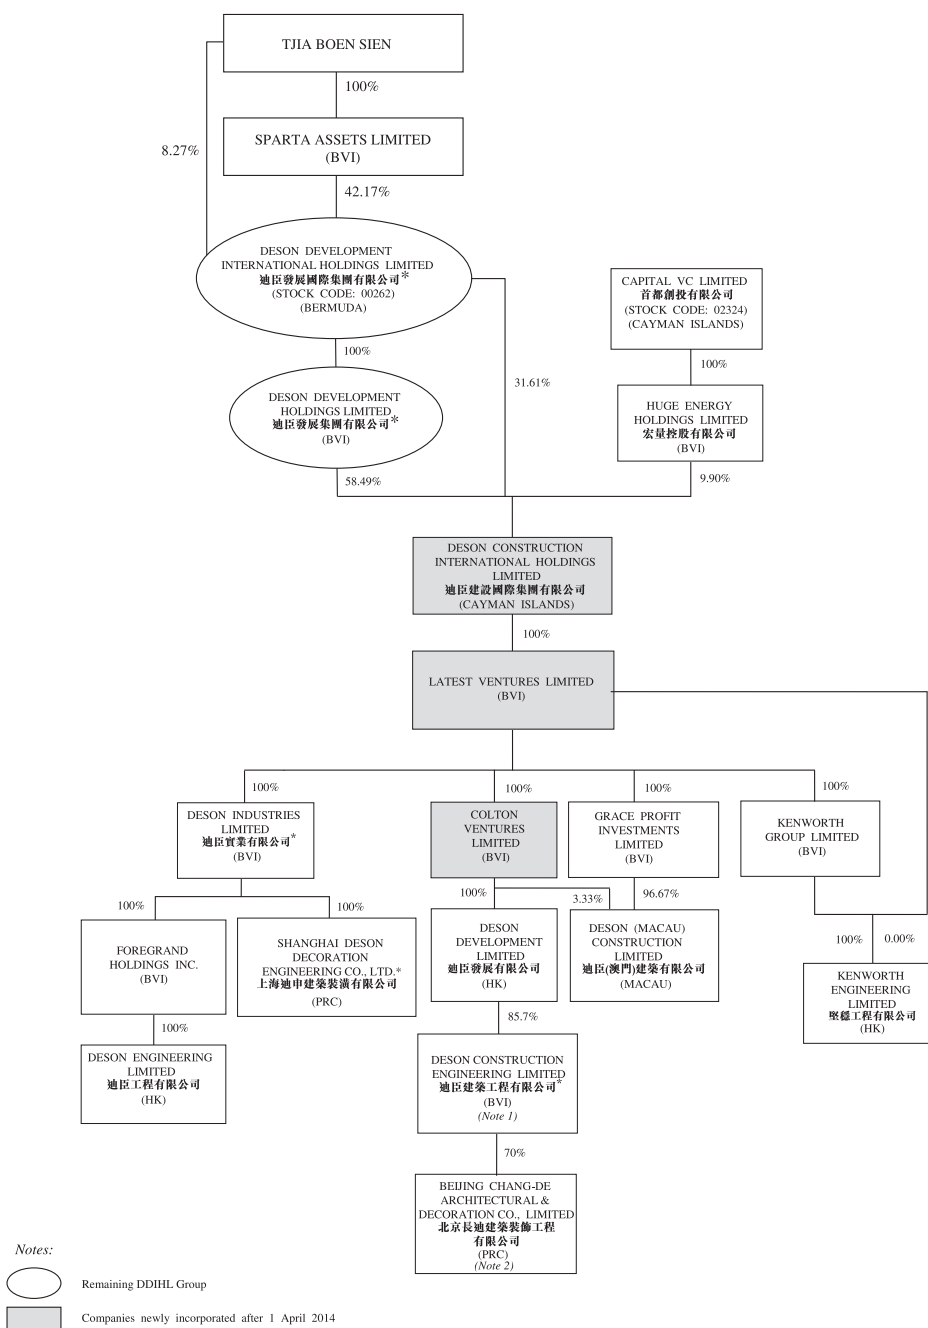 TJIA BOEN SIEN
100%
SPARTA ASSETS LIMITED
(BVI)
8.27%
42.17%
DESON DEVELOPMENT
INTERNATIONAL HOLDINGS LIMITED
迪臣發展國際集團有限公司*
(STOCK CODE: 00262)
(BERMUDA)
CAPITAL VC LIMITED
首都創投有限公司
(STOCK CODE: 02324)
(CAYMAN ISLANDS)
100%
100%
31.61%
DESON DEVELOPMENT
HOLDINGS LIMITED
迪臣發展集團有限公司*
(BVI)
HUGE ENERGY
HOLDINGS LIMITED
宏量控股有限公司
(BVI)
58.49%
9.90%
DESON CONSTRUCTION
INTERNATIONAL HOLDINGS
LIMITED
迪臣建設國際集團有限公司
(CAYMAN ISLANDS)
100%
LATEST VENTURES LIMITED
(BVI)
100%
100%
100%
100%
DESON INDUSTRIES
LIMITED
迪臣實業有限公司*
(BVI)
COLTON
VENTURES
LIMITED
(BVI)
GRACE PROFIT
INVESTMENTS
LIMITED
(BVI)
KENWORTH
GROUP LIMITED
(BVI)
100%
100%
100%
3.33%
96.67%
FOREGRAND
HOLDINGS INC.
(BVI)
SHANGHAI DESON
DECORATION
ENGINEERING CO., LTD.*
上海迪申建築裝潢有限公司
(PRC)
DESON
DEVELOPMENT
LIMITED
迪臣發展有限公司
(HK)
DESON (MACAU)
CONSTRUCTION
LIMITED
迪臣(澳門)建築有限公司
(MACAU)
100%
0.00%
KENWORTH
ENGINEERING
LIMITED
堅穩工程有限公司
(HK)
100%
85.7%
DESON ENGINEERING
LIMITED
迪臣工程有限公司
(HK)
DESON CONSTRUCTION
ENGINEERING LIMITED
迪臣建築工程有限公司*
(BVI)
(Note 1)
70%
BEIJING CHANG-DE
ARCHITECTURAL &
DECORATION CO., LIMITED
北京長迪建築裝飾工程
有限公司
(PRC)
(Note 2)
Notes:
Remaining DDIHL Group
Companies newly incorporated after 1 April 2014